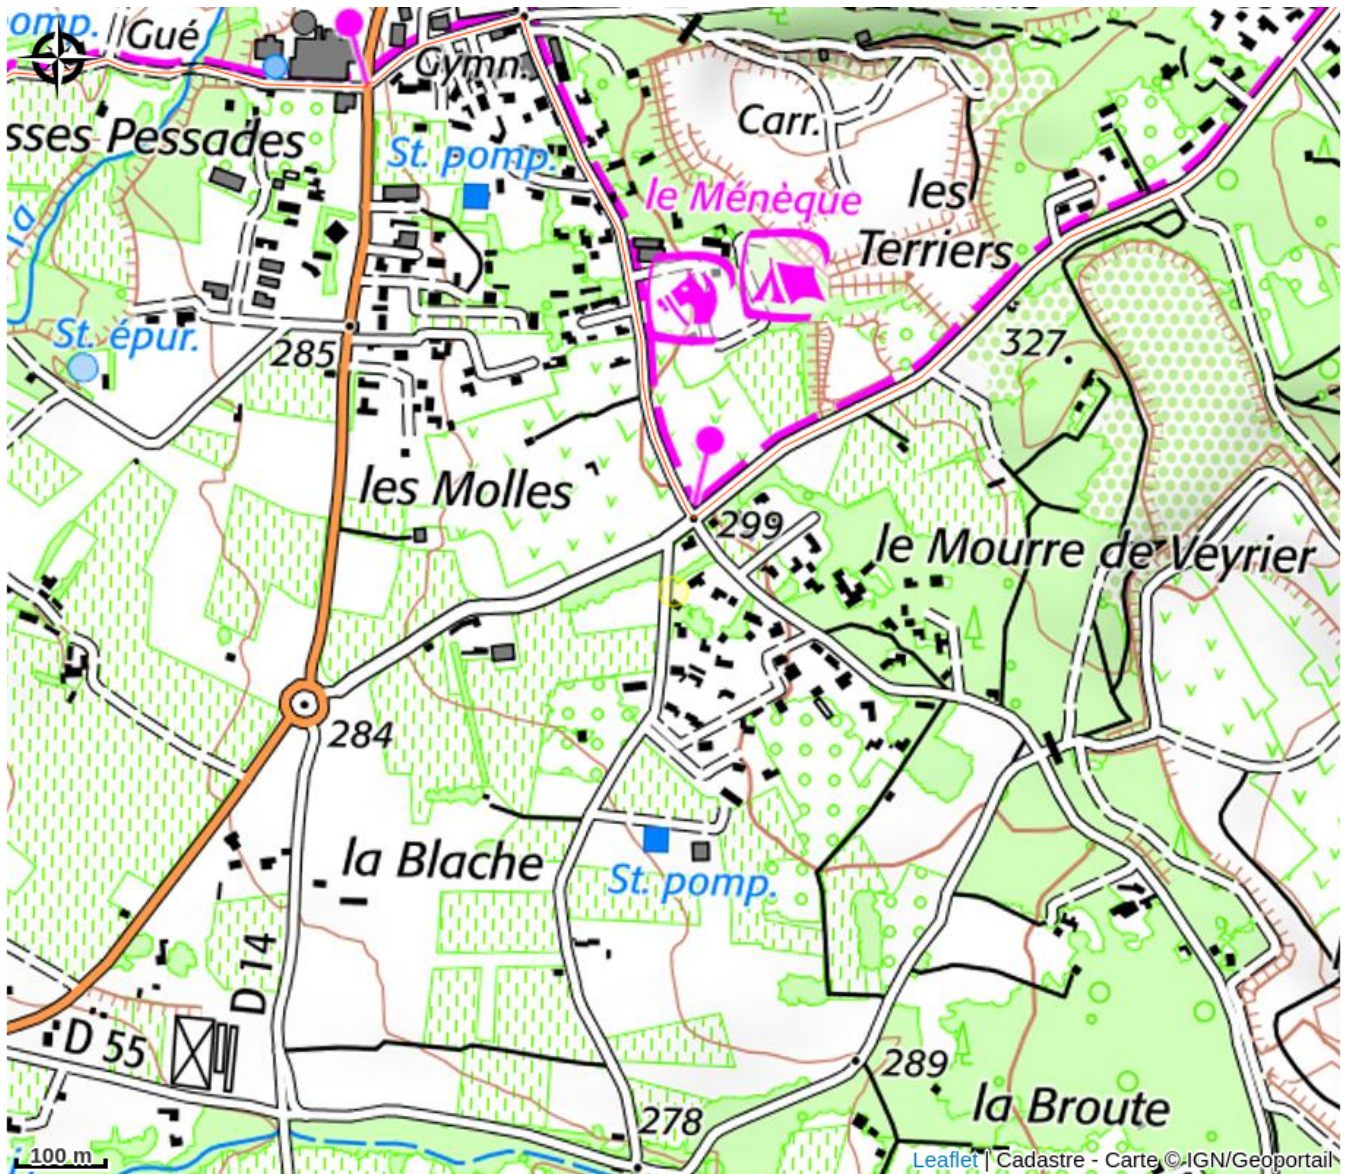 omp.
Gué
Gymn.
Carr.
sses Pessades
St. pomp.
le Ménèque
les
Terriers
la
St. épur.
285
327
les Molles
299
le Mourre de Veyrier
284
la Blache
St. pomp.
D 14
D 55
289
la Broute
278
100 m
Leaflet | Cadastre - Carte © IGN/Geoportail